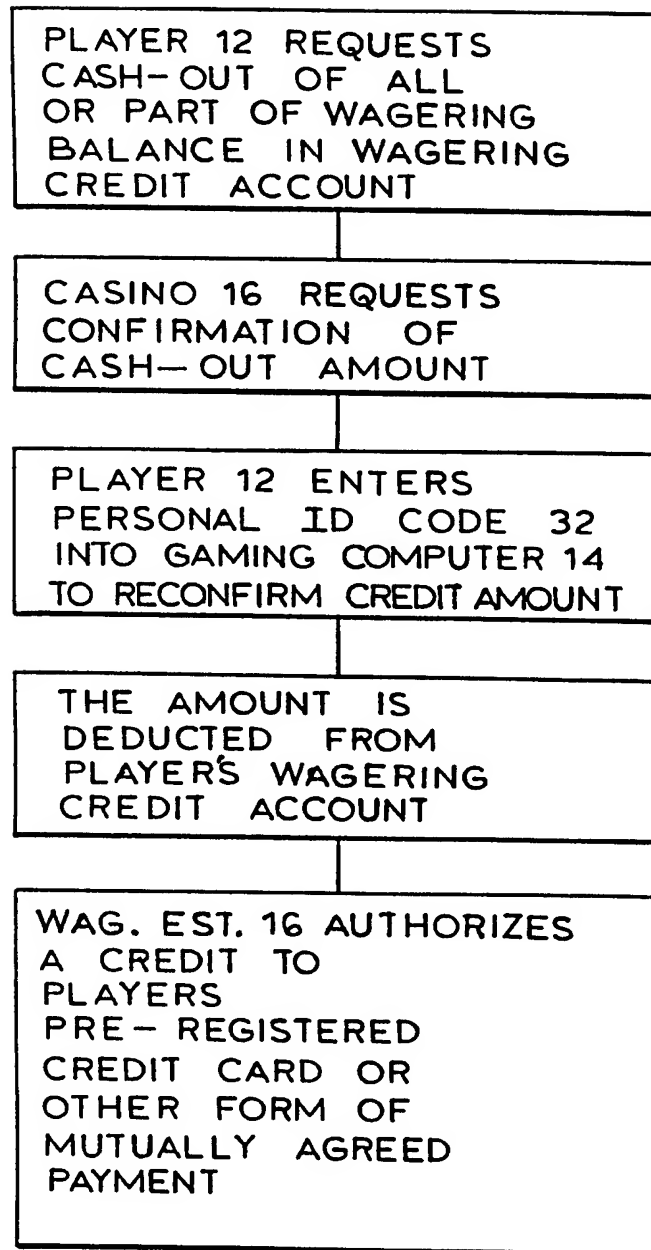 PLAYER 12 REQUESTS
CASH-OUT OF ALL
OR PART OF WAGERING
BALANCE IN WAGERING
CREDIT ACCOUNT
CASINO 16 REQUESTS
CONFIRMATION OF
CASH-OUT AMOUNT
PLAYER 12 ENTERS
PERSONAL ID CODE 32
INTO GAMING COMPUTER 14
TO RECONFIRM CREDIT AMOUNT
THE AMOUNT IS
DEDUCTED FROM
PLAYER'S WAGERING
CREDIT ACCOUNT
WAG. EST. 16 AUTHORIZES
A CREDIT TO
PLAYERS
PRE-REGISTERED
CREDIT CARD OR
OTHER FORM OF
MUTUALLY AGREED
PAYMENT